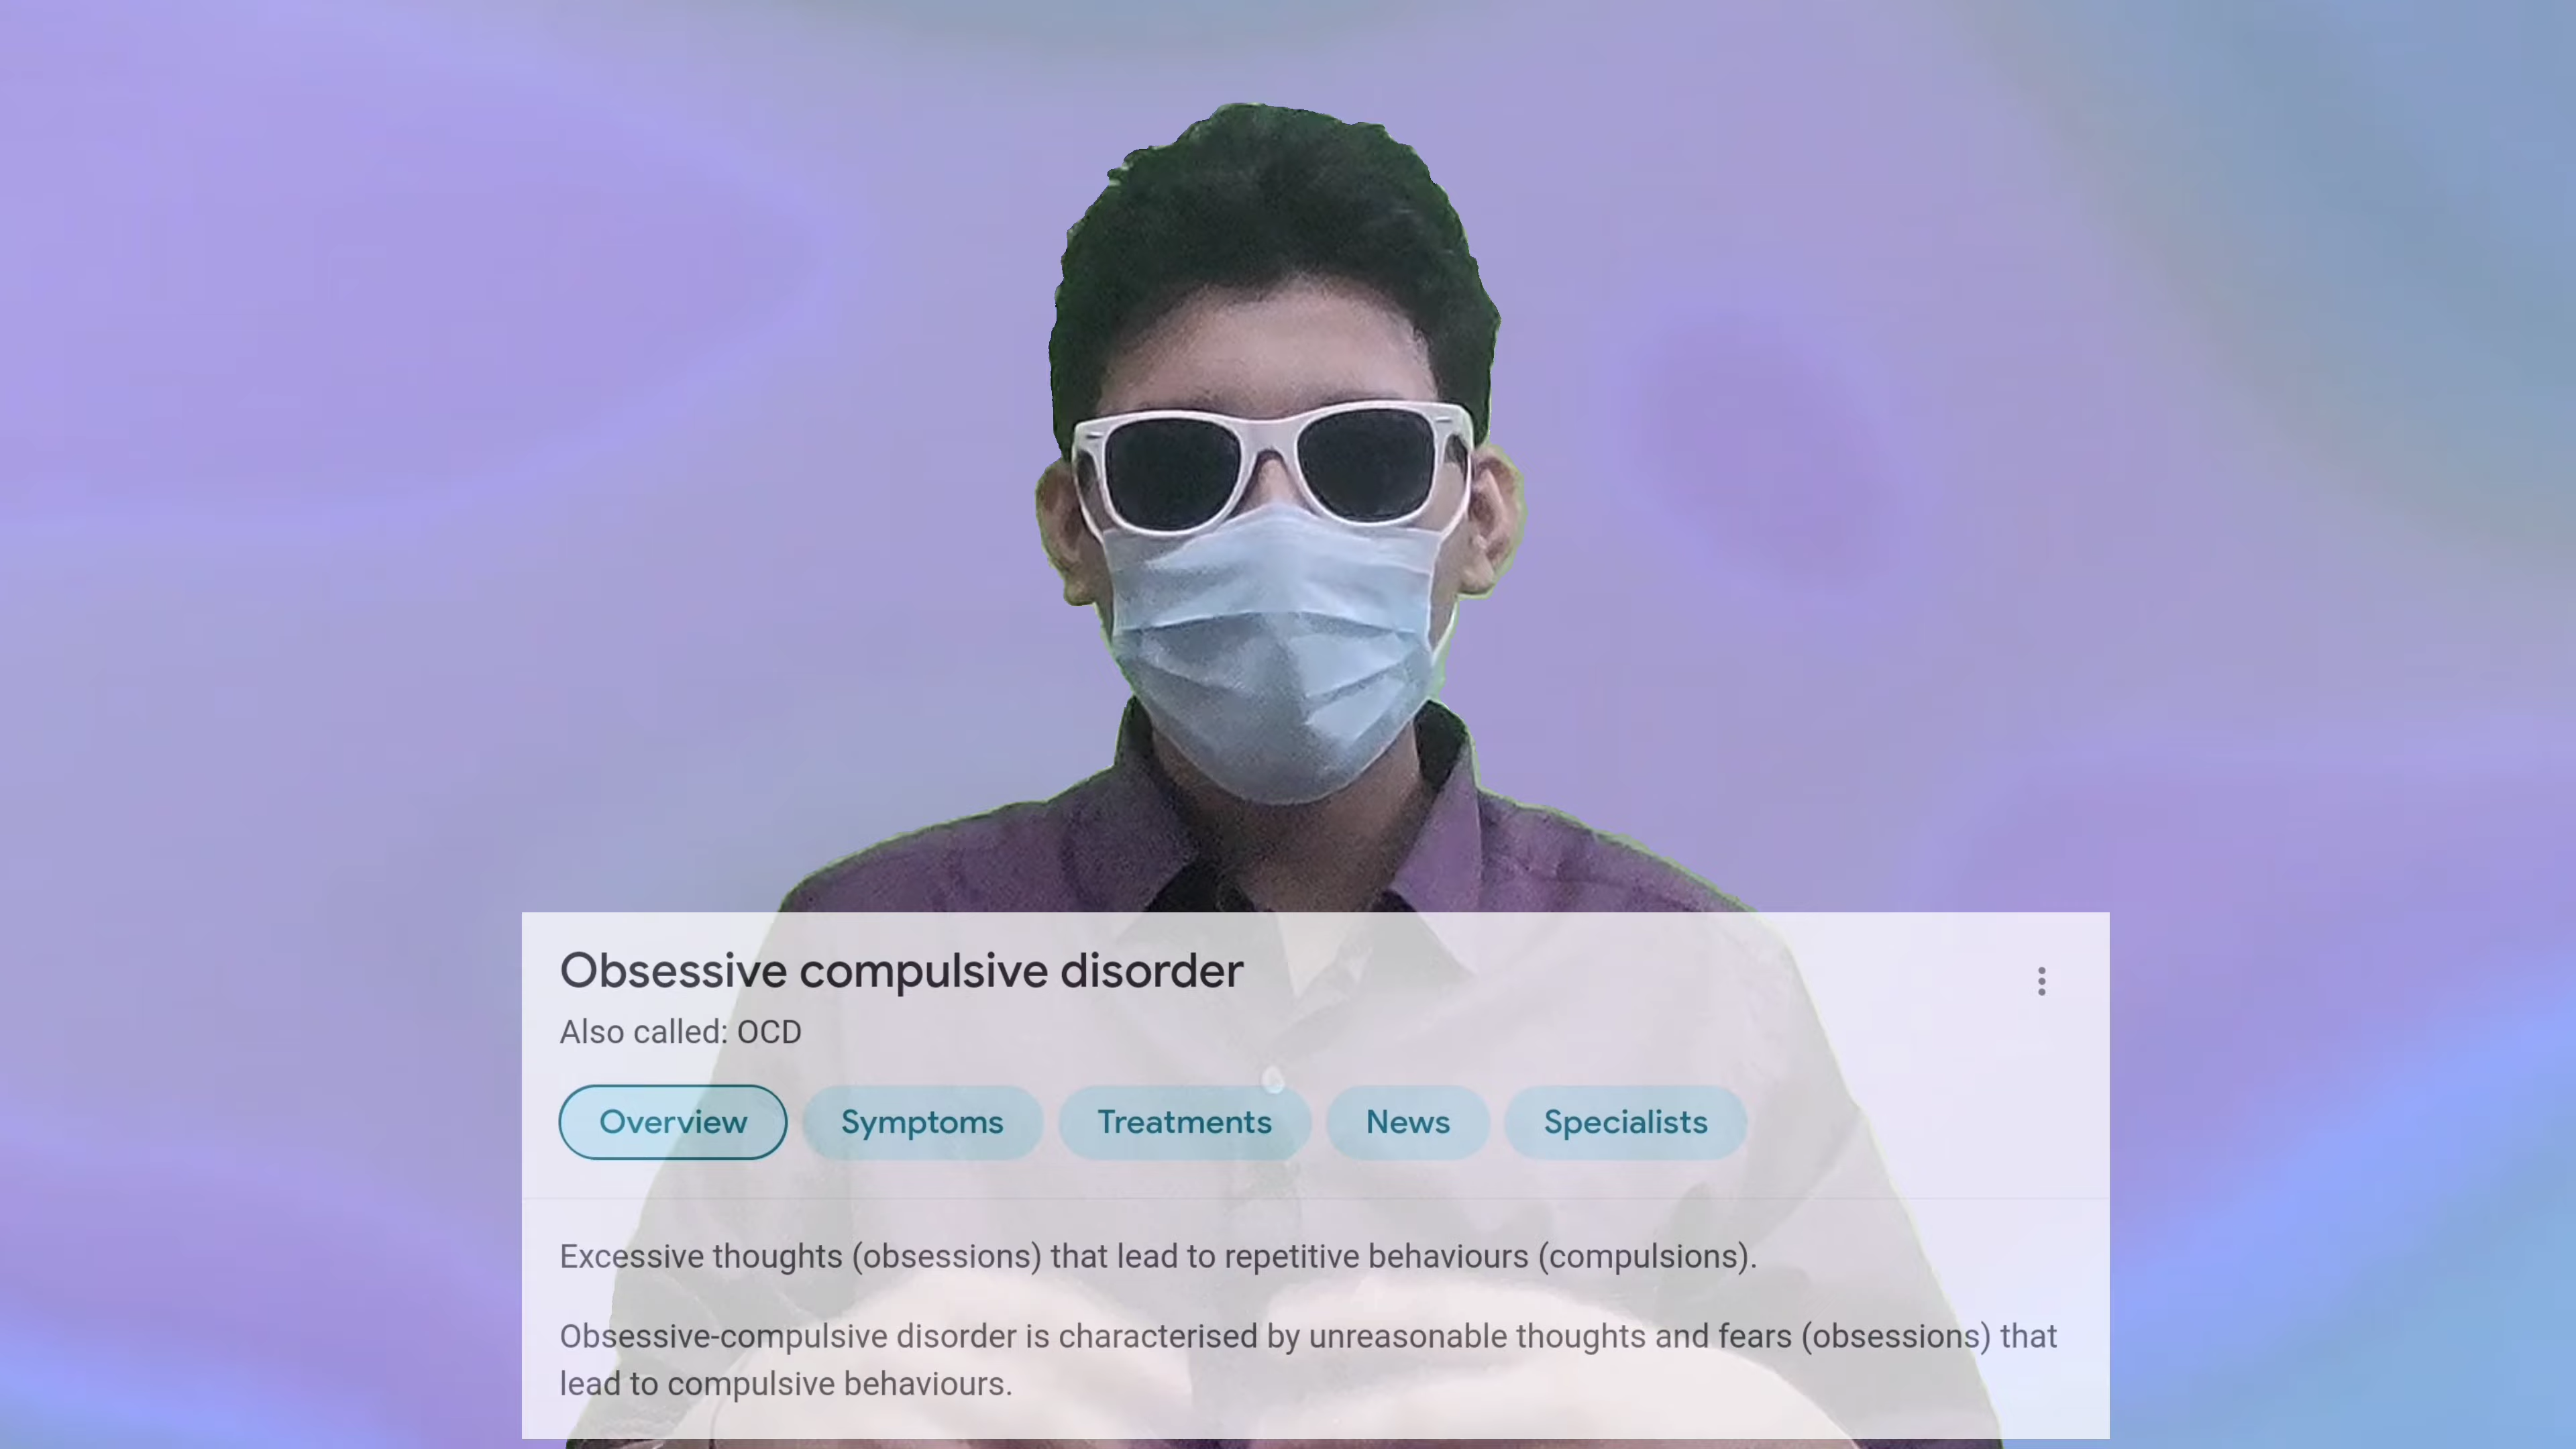 Obsessive compulsive disorder
Also called: OCD
Overview Symptoms Treatments News Specialists
Excessive thoughts (obsessions) that lead to repetitive behaviours (compulsions).
Obsessive-compulsive disorder is characterised by unreasonable thoughts and fears (obsessions) that
lead to compulsive behaviours.